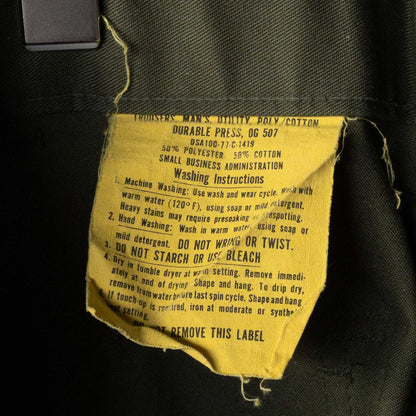 TROUSERS, MAN'S, UTILITY, POLY/COTTON
DURABLE PRESS, OG 507
DSA100-77-C-1419
50% POLYESTER 50% COTTON
SMALL BUSINESS ADMINISTRATION
Washing Instructions
1. Machine Washing: Use wash and wear cycle, wash with
warm water (120°F), using soap or mild detergent.
Heavy stains may require presoaking or prespotting.
2. Hand Washing: Wash in warm water, using soap or
mild detergent. DO NOT WRING OR TWIST.
3. DO NOT STARCH OR USE BLEACH
4. Dry in tumble dryer at warm setting. Remove immedi-
ately at end of drying. Shape and hang. To drip dry,
remove from water before last spin cycle. Shape and hang.
5. If touch-up is required, iron at moderate or synthe
setting.
DO NOT REMOVE THIS LABEL